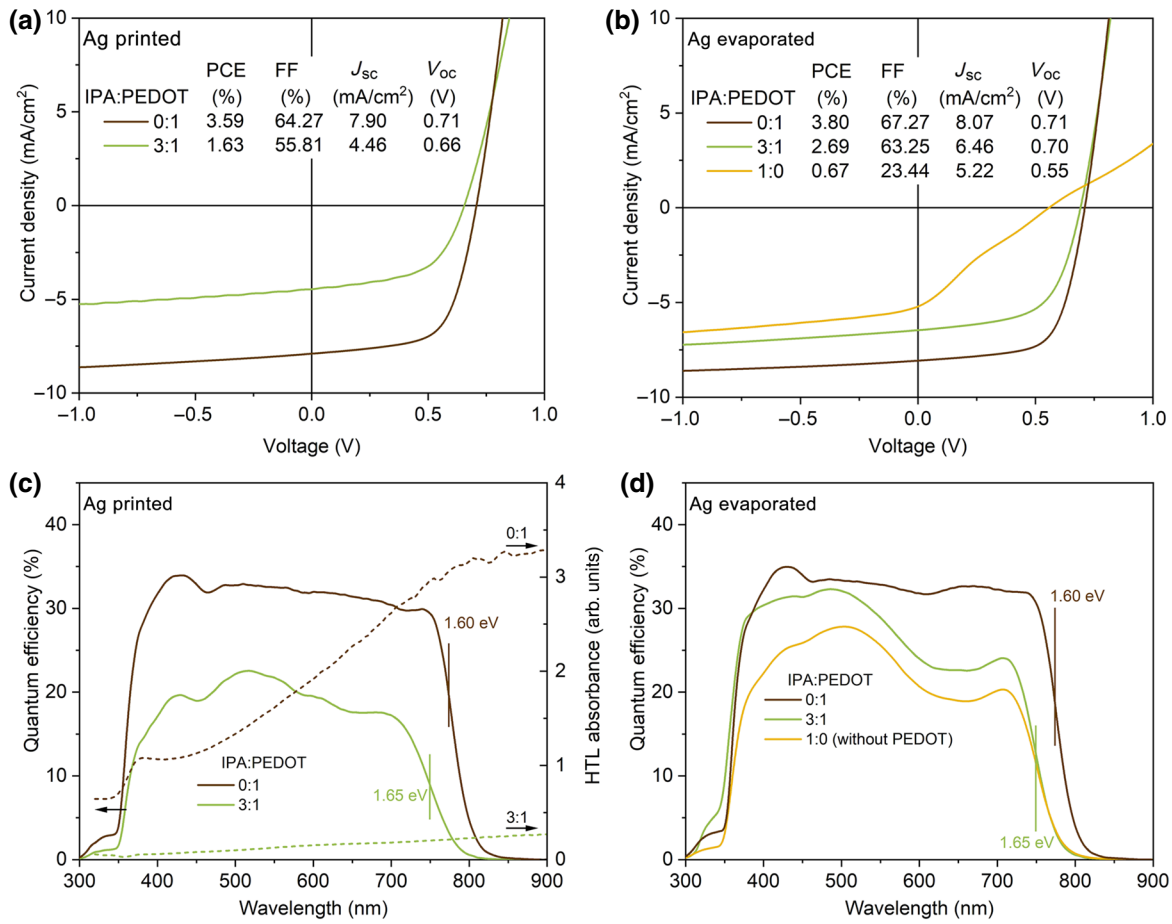 (a)
Ag printed
PCE FF Jsc Voc
IPA:PEDOT (%) (%) (mA/cm²) (V)
0:1 3.59 64.27 7.90 0.71
3:1 1.63 55.81 4.46 0.66
Current density (mA/cm²)
10
5
0
−5
−10
−1.0 −0.5 0.0 0.5 1.0
Voltage (V)
(b)
Ag evaporated
PCE FF Jsc Voc
IPA:PEDOT (%) (%) (mA/cm²) (V)
0:1 3.80 67.27 8.07 0.71
3:1 2.69 63.25 6.46 0.70
1:0 0.67 23.44 5.22 0.55
Current density (mA/cm²)
10
5
0
−5
−10
−1.0 −0.5 0.0 0.5 1.0
Voltage (V)
(c)
Ag printed
0:1
1.60 eV
IPA:PEDOT
0:1
3:1
1.65 eV
3:1
Quantum efficiency (%)
40
30
20
10
0
HTL absorbance (arb. units)
4
3
2
1
0
300 400 500 600 700 800 900
Wavelength (nm)
(d)
Ag evaporated
1.60 eV
IPA:PEDOT
0:1
3:1
1:0 (without PEDOT)
1.65 eV
Quantum efficiency (%)
40
30
20
10
0
300 400 500 600 700 800 900
Wavelength (nm)